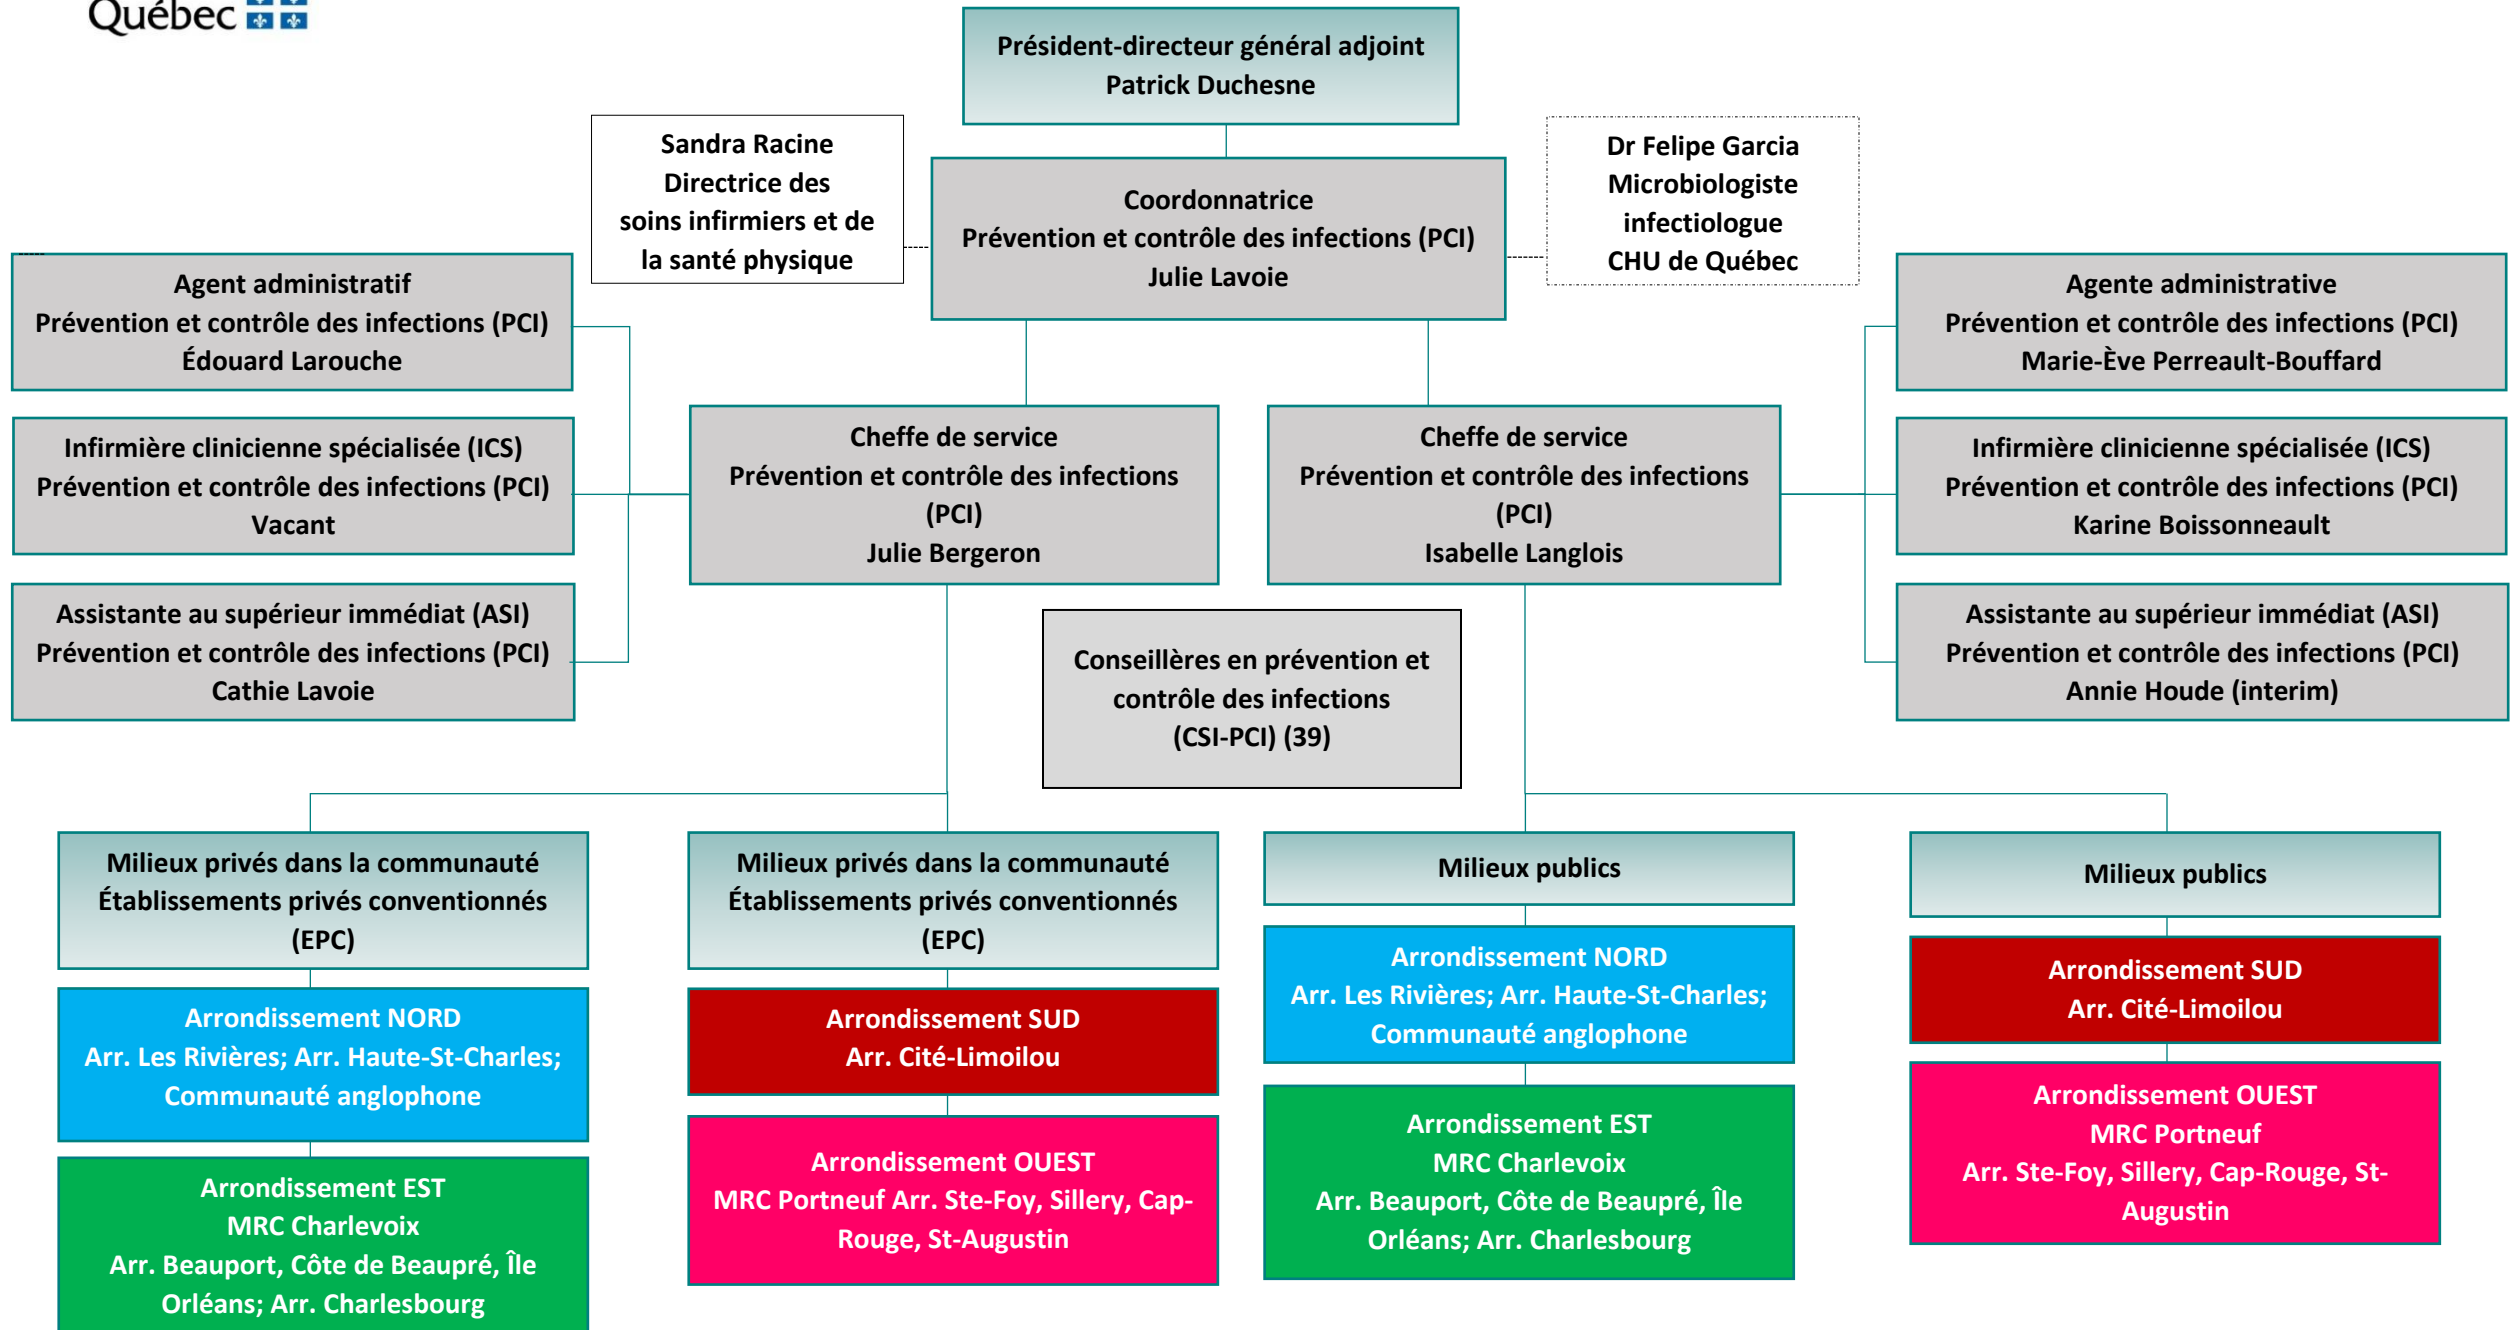 Québec
Président-directeur général adjoint
Patrick Duchesne
Sandra Racine
Directrice des
soins infirmiers et de
la santé physique
Coordonnatrice
Prévention et contrôle des infections (PCI)
Julie Lavoie
Dr Felipe Garcia
Microbiologiste
infectiologue
CHU de Québec
Agent administratif
Prévention et contrôle des infections (PCI)
Édouard Larouche
Agente administrative
Prévention et contrôle des infections (PCI)
Marie-Ève Perreault-Bouffard
Infirmière clinicienne spécialisée (ICS)
Prévention et contrôle des infections (PCI)
Vacant
Cheffe de service
Prévention et contrôle des infections
(PCI)
Julie Bergeron
Cheffe de service
Prévention et contrôle des infections
(PCI)
Isabelle Langlois
Infirmière clinicienne spécialisée (ICS)
Prévention et contrôle des infections (PCI)
Karine Boissonneault
Assistante au supérieur immédiat (ASI)
Prévention et contrôle des infections (PCI)
Cathie Lavoie
Conseillères en prévention et
contrôle des infections
(CSI-PCI) (39)
Assistante au supérieur immédiat (ASI)
Prévention et contrôle des infections (PCI)
Annie Houde (interim)
Milieux privés dans la communauté
Établissements privés conventionnés
(EPC)
Arrondissement NORD
Arr. Les Rivières; Arr. Haute-St-Charles;
Communauté anglophone
Arrondissement EST
MRC Charlevoix
Arr. Beauport, Côte de Beaupré, Île
Orléans; Arr. Charlesbourg
Milieux privés dans la communauté
Établissements privés conventionnés
(EPC)
Arrondissement SUD
Arr. Cité-Limoilou
Arrondissement OUEST
MRC Portneuf Arr. Ste-Foy, Sillery, Cap-
Rouge, St-Augustin
Milieux publics
Arrondissement NORD
Arr. Les Rivières; Arr. Haute-St-Charles;
Communauté anglophone
Arrondissement EST
MRC Charlevoix
Arr. Beauport, Côte de Beaupré, Île
Orléans; Arr. Charlesbourg
Milieux publics
Arrondissement SUD
Arr. Cité-Limoilou
Arrondissement OUEST
MRC Portneuf
Arr. Ste-Foy, Sillery, Cap-Rouge, St-
Augustin